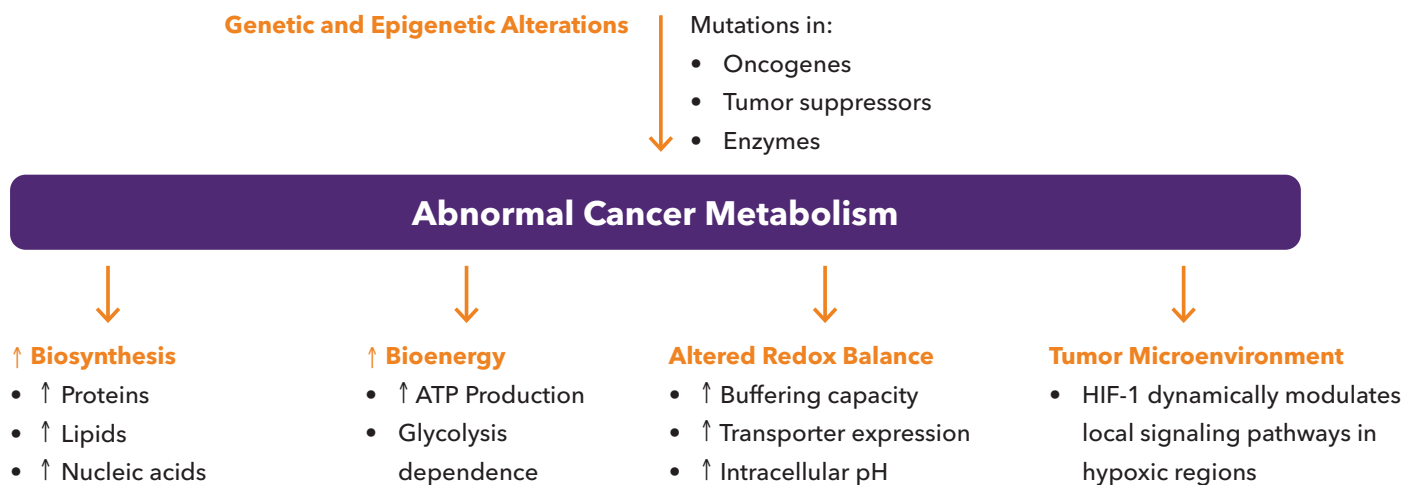 Genetic and Epigenetic Alterations
Mutations in:
• Oncogenes
• Tumor suppressors
• Enzymes
Abnormal Cancer Metabolism
↑ Biosynthesis
• ↑ Proteins
• ↑ Lipids
• ↑ Nucleic acids
↑ Bioenergy
• ↑ ATP Production
• Glycolysis
dependence
Altered Redox Balance
• ↑ Buffering capacity
• ↑ Transporter expression
• ↑ Intracellular pH
Tumor Microenvironment
• HIF-1 dynamically modulates
local signaling pathways in
hypoxic regions